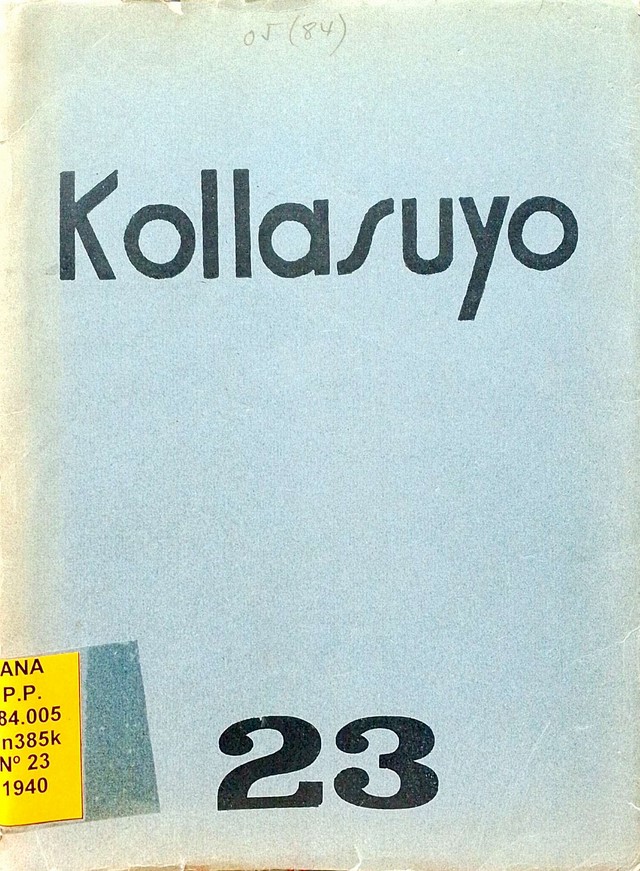 05 (84)
Kollasuyo
ANA
P.P.
84.005
n385k
Nº 23
1940
23